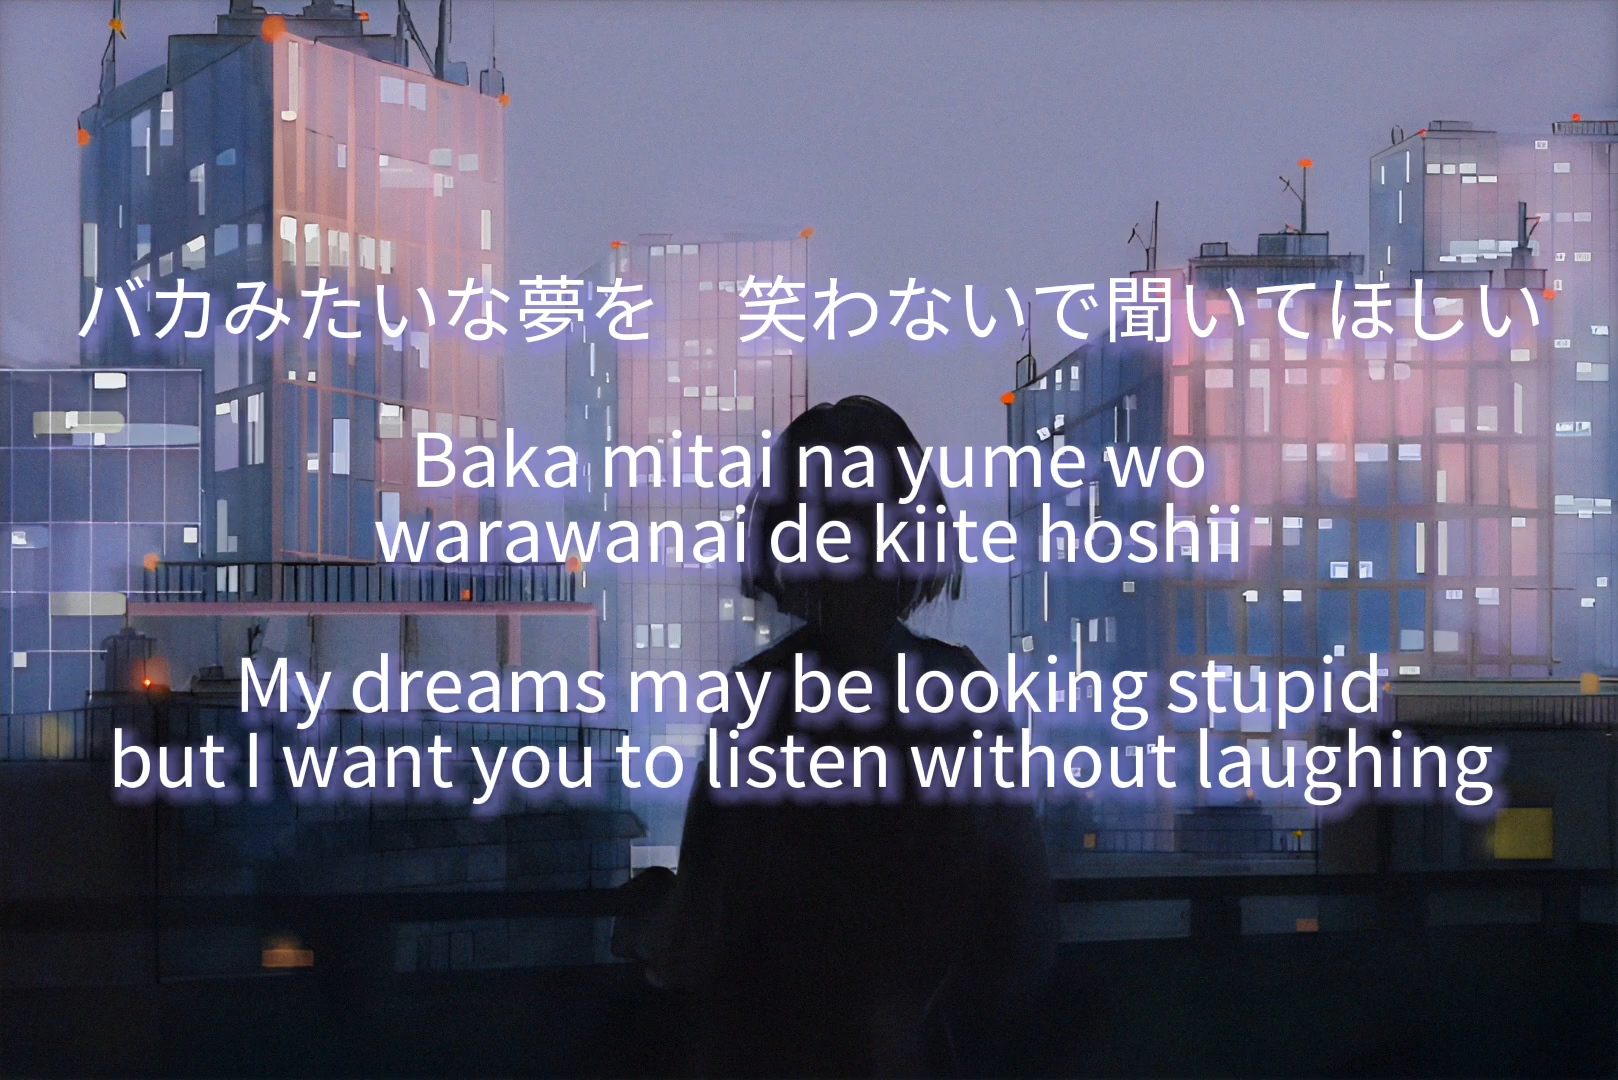 バカみたいな夢を　笑わないで聞いてほしい
Baka mitai na yume wo
warawanai de kiite hoshii
My dreams may be looking stupid
but I want you to listen without laughing